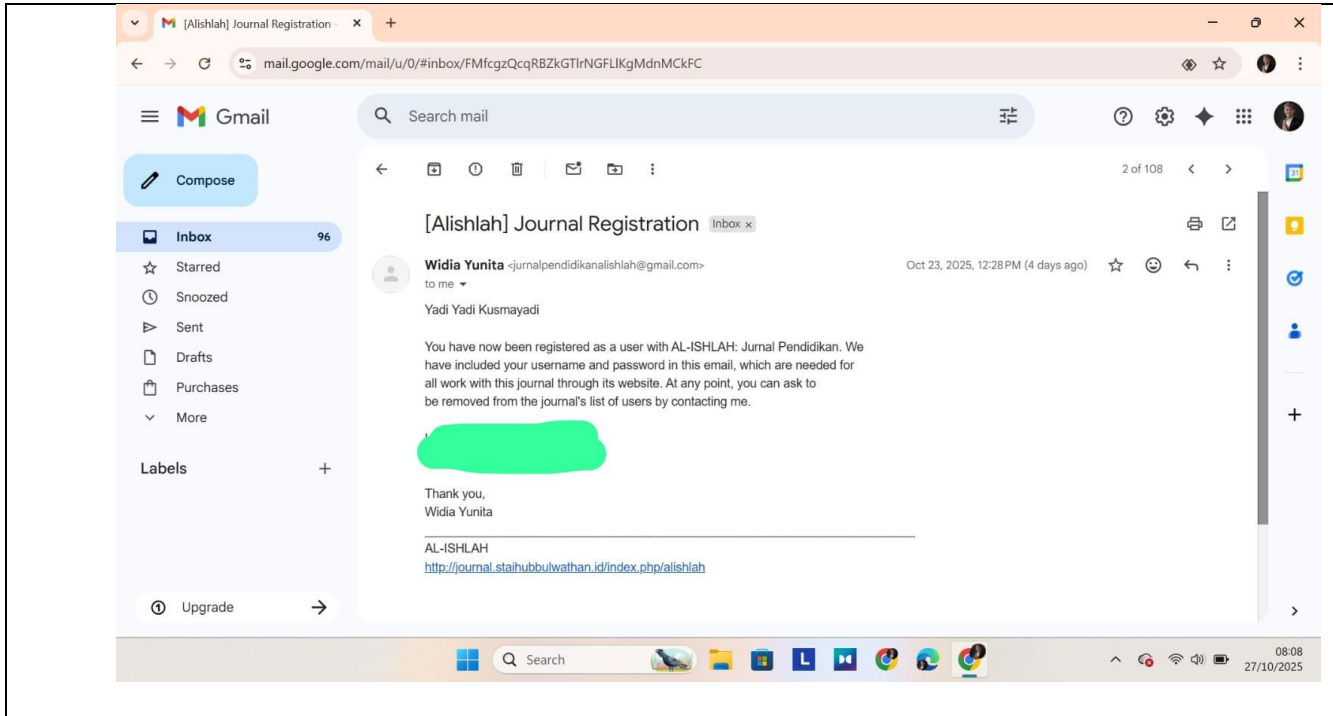 [Alishlah] Journal Registration -
mail.google.com/mail/u/0/#inbox/FMfcgzQcqRBZkGTlrNGFLlKgMdnMCkFC
Gmail
Search mail
Compose
2 of 108
31
Inbox 96
Starred
Snoozed
Sent
Drafts
Purchases
More
Labels
Upgrade
[Alishlah] Journal Registration Inbox x
Widia Yunita <jurnalpendidikanalishlah@gmail.com> Oct 23, 2025, 12:28 PM (4 days ago)
to me
Yadi Yadi Kusmayadi
You have now been registered as a user with AL-ISHLAH: Jurnal Pendidikan. We
have included your username and password in this email, which are needed for
all work with this journal through its website. At any point, you can ask to
be removed from the journal's list of users by contacting me.
Thank you,
Widia Yunita
AL-ISHLAH
http://journal.staihubbulwathan.id/index.php/alishlah
Search
L
08:08
27/10/2025